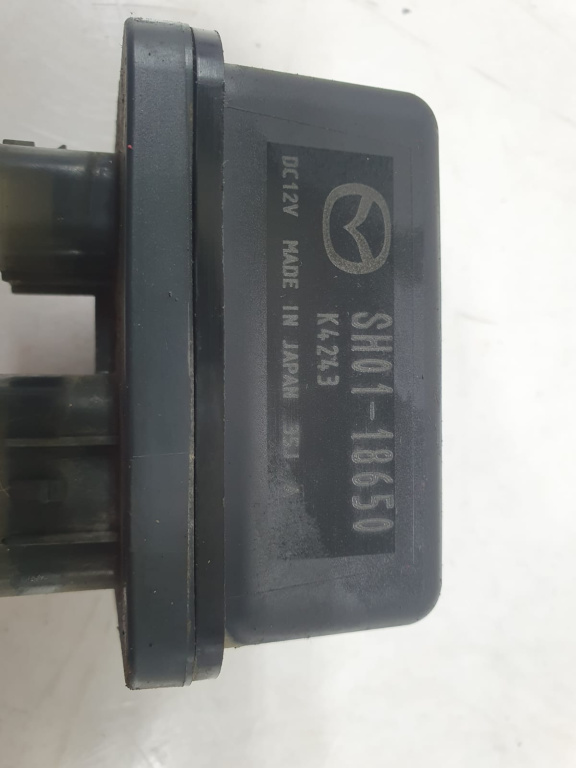 SH01-18650
K4243
DC12V MADE IN JAPAN